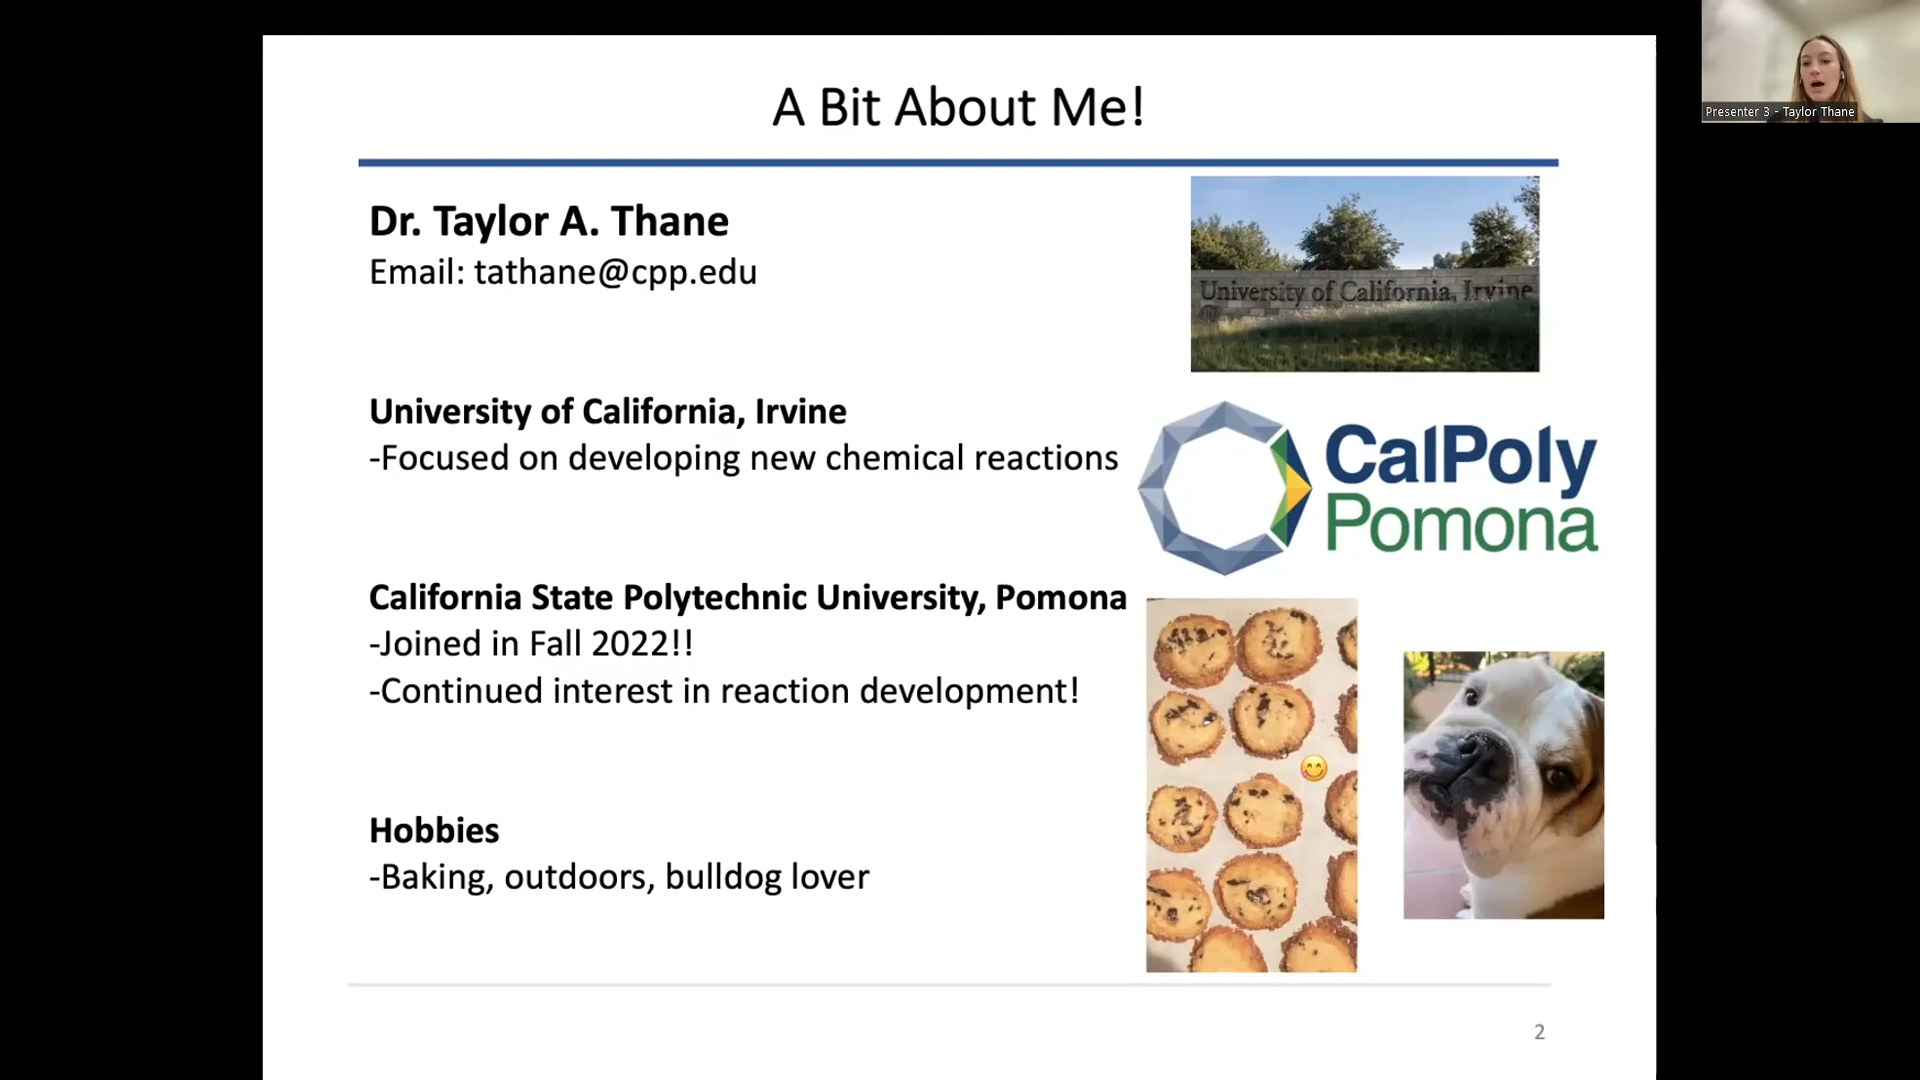 A Bit About Me!
Presenter 3 - Taylor Thane
Dr. Taylor A. Thane
Email: tathane@cpp.edu
University of California, Irvine
University of California, Irvine
-Focused on developing new chemical reactions
CalPoly
Pomona
California State Polytechnic University, Pomona
-Joined in Fall 2022!!
-Continued interest in reaction development!
Hobbies
-Baking, outdoors, bulldog lover
2